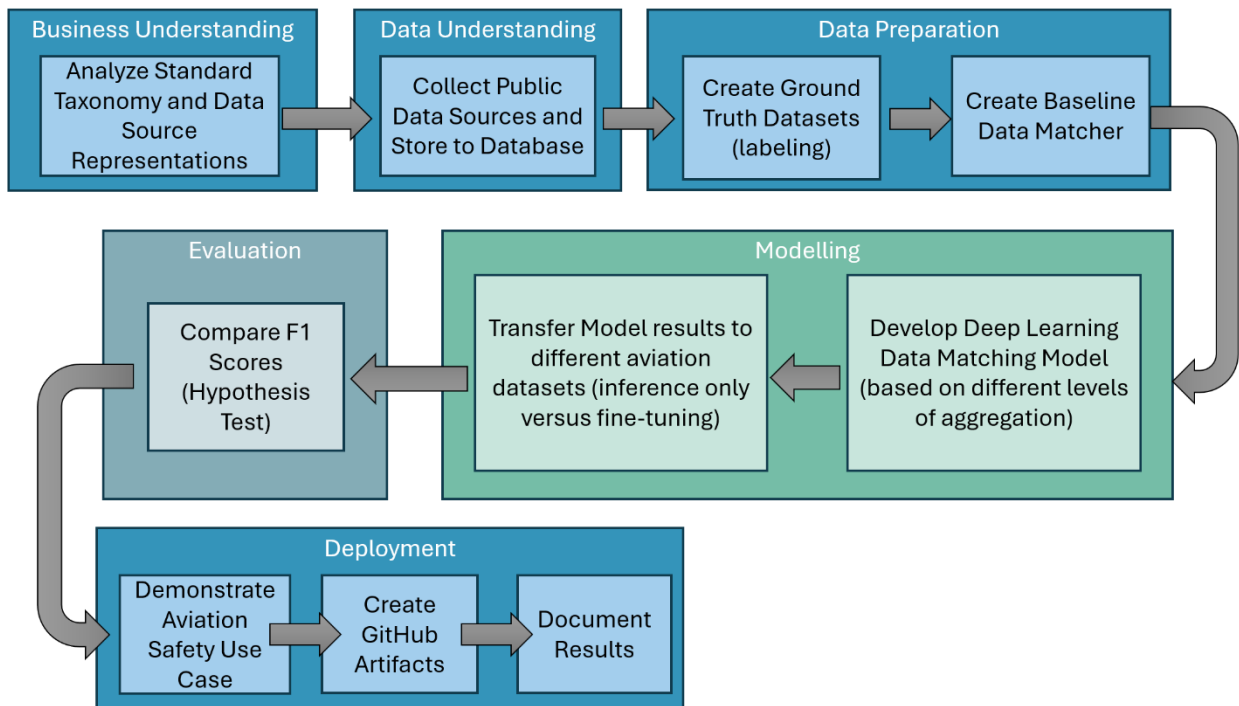 Business Understanding
Analyze Standard
Taxonomy and Data
Source
Representations
Data Understanding
Collect Public
Data Sources and
Store to Database
Data Preparation
Create Ground
Truth Datasets
(labeling)
Create Baseline
Data Matcher
Modelling
Develop Deep Learning
Data Matching Model
(based on different levels
of aggregation)
Transfer Model results to
different aviation
datasets (inference only
versus fine-tuning)
Evaluation
Compare F1
Scores
(Hypothesis
Test)
Deployment
Demonstrate
Aviation
Safety Use
Case
Create
GitHub
Artifacts
Document
Results